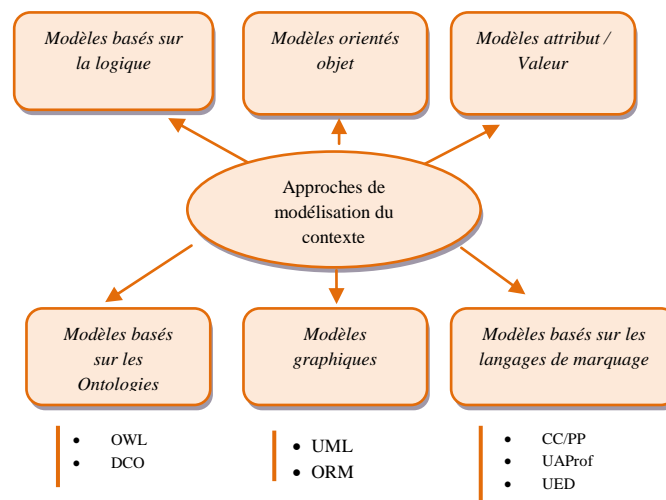 Modèles basés sur
la logique
Modèles orientés
objet
Modèles attribut /
Valeur
Approches de
modélisation du
contexte
Modèles basés
sur les
Ontologies
Modèles
graphiques
Modèles basés sur les
langages de marquage
• OWL
• DCO
• UML
• ORM
• CC/PP
• UAProf
• UED